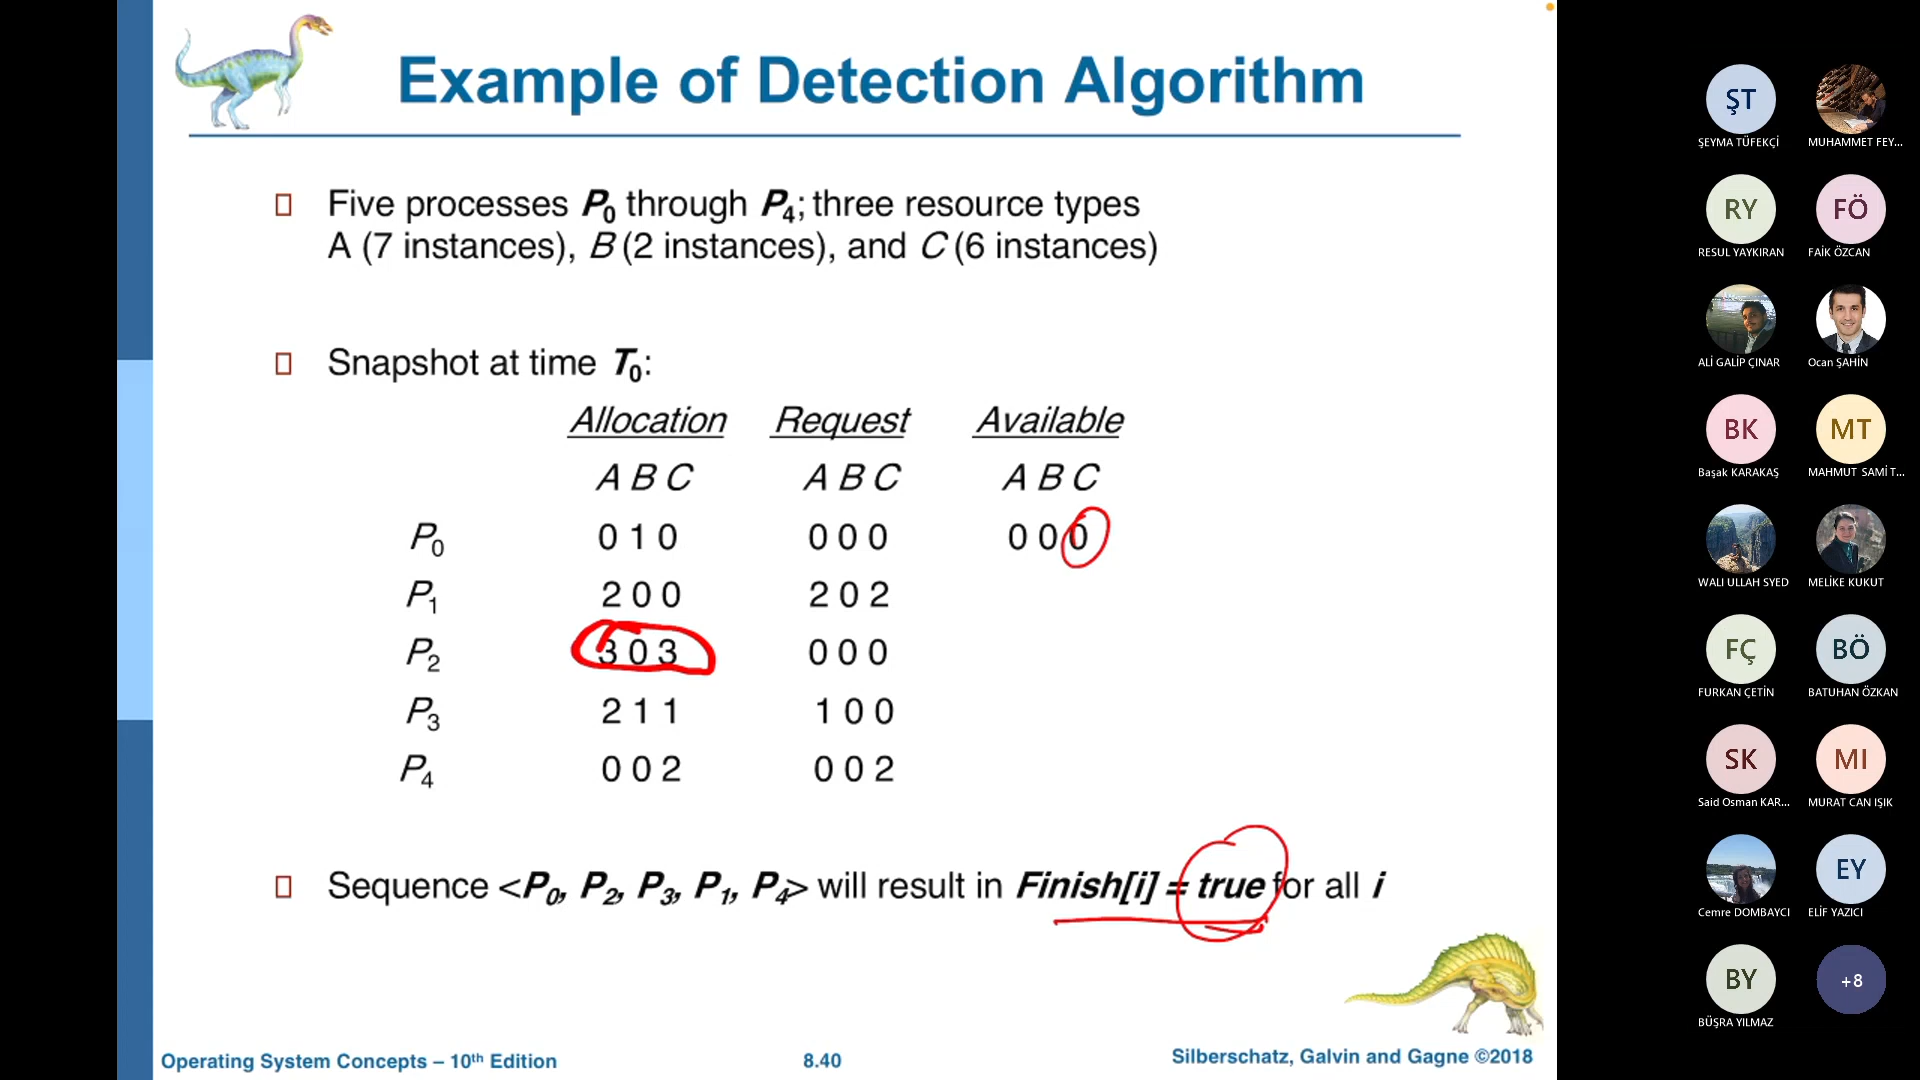 Example of Detection Algorithm
Five processes P0 through P4; three resource types
A (7 instances), B (2 instances), and C (6 instances)
Snapshot at time T0:
Allocation Request Available
A B C A B C A B C
P0 0 1 0 0 0 0 0 0 0
P1 2 0 0 2 0 2
P2 3 0 3 0 0 0
P3 2 1 1 1 0 0
P4 0 0 2 0 0 2
Sequence <P0, P2, P3, P1, P4> will result in Finish[i] = true for all i
Operating System Concepts – 10th Edition 8.40 Silberschatz, Galvin and Gagne ©2018
ŞT
ŞEYMA TÜFEKÇİ MUHAMMET FEY...
RY FÖ
RESUL YAYKIRAN FAİK ÖZCAN
ALİ GALİP ÇINAR Ocan ŞAHİN
BK MT
Başak KARAKAŞ MAHMUT SAMİ T...
WALI ULLAH SYED MELİKE KUKUT
FÇ BÖ
FURKAN ÇETİN BATUHAN ÖZKAN
SK MI
Said Osman KAR... MURAT CAN IŞIK
EY
Cemre DOMBAYCI ELİF YAZICI
BY +8
BÜŞRA YILMAZ